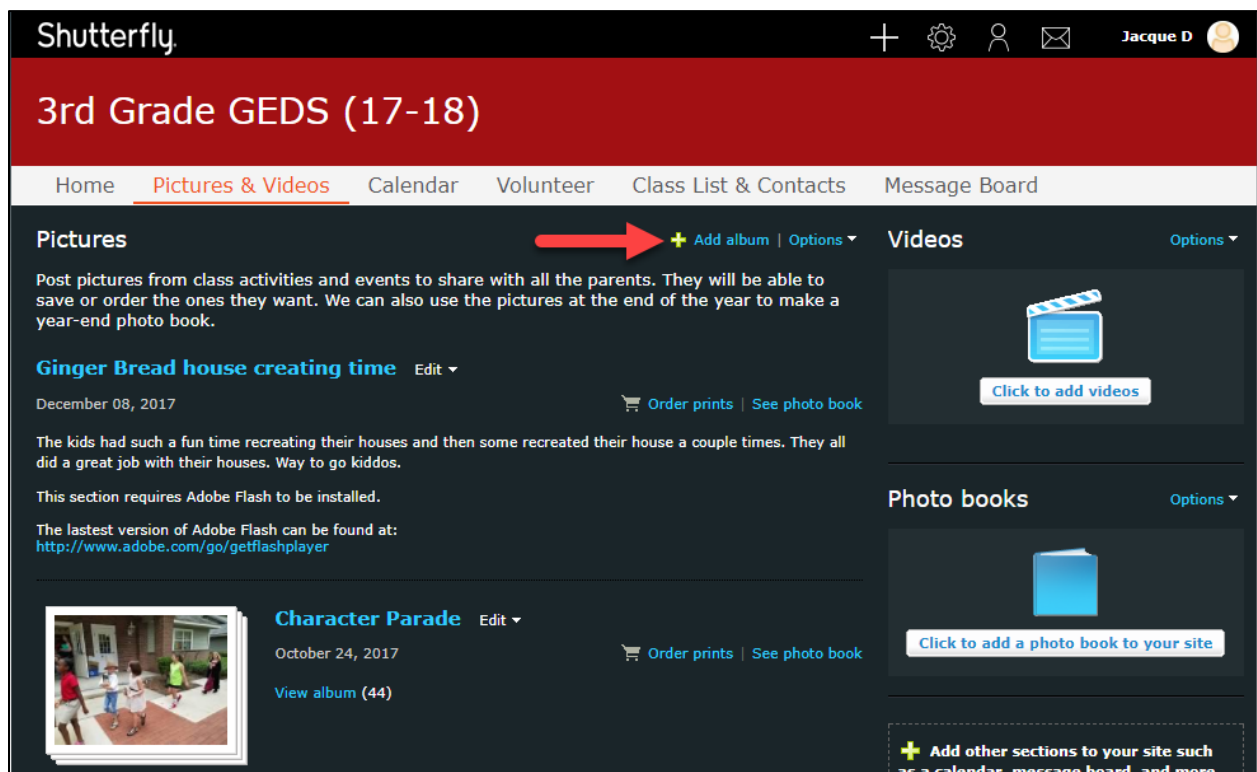 Shutterfly.
Jacque D
3rd Grade GEDS (17-18)
Home Pictures & Videos Calendar Volunteer Class List & Contacts Message Board
Pictures
Add album | Options
Post pictures from class activities and events to share with all the parents. They will be able to
save or order the ones they want. We can also use the pictures at the end of the year to make a
year-end photo book.
Ginger Bread house creating time Edit
December 08, 2017
Order prints | See photo book
The kids had such a fun time recreating their houses and then some recreated their house a couple times. They all
did a great job with their houses. Way to go kiddos.
This section requires Adobe Flash to be installed.
The lastest version of Adobe Flash can be found at:
http://www.adobe.com/go/getflashplayer
Character Parade Edit
October 24, 2017
Order prints | See photo book
View album (44)
Videos
Options
Click to add videos
Photo books
Options
Click to add a photo book to your site
Add other sections to your site such
as a calendar, message board, and more